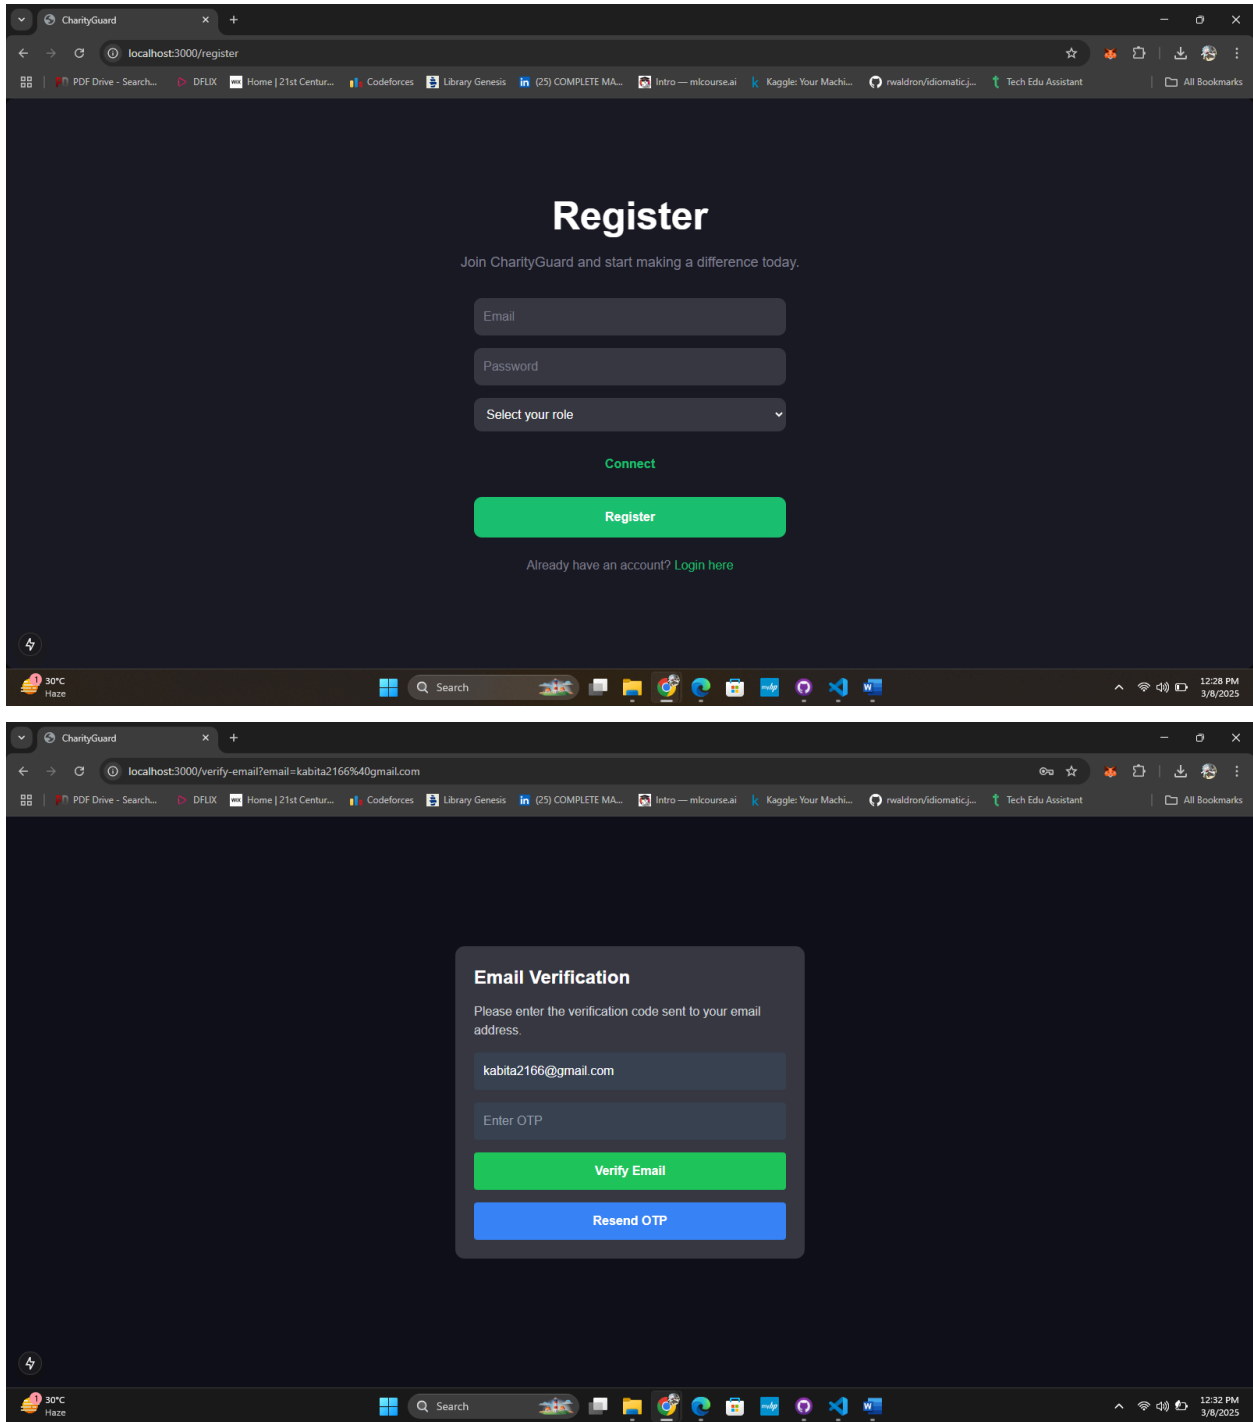 CharityGuard
localhost:3000/register
PDF Drive - Search... DFLIX WIX Home | 21st Centur... Codeforces Library Genesis in (25) COMPLETE MA... Intro — mlcourse.ai k Kaggle: Your Machi... rwaldron/idiomatic.j... t Tech Edu Assistant All Bookmarks
Register
Join CharityGuard and start making a difference today.
Email
Password
Select your role
Connect
Register
Already have an account? Login here
1 30°C
Haze
Search
12:28 PM
3/8/2025
CharityGuard
localhost:3000/verify-email?email=kabita2166%40gmail.com
PDF Drive - Search... DFLIX WIX Home | 21st Centur... Codeforces Library Genesis in (25) COMPLETE MA... Intro — mlcourse.ai k Kaggle: Your Machi... rwaldron/idiomatic.j... t Tech Edu Assistant All Bookmarks
Email Verification
Please enter the verification code sent to your email
address.
kabita2166@gmail.com
Enter OTP
Verify Email
Resend OTP
1 30°C
Haze
Search
12:32 PM
3/8/2025